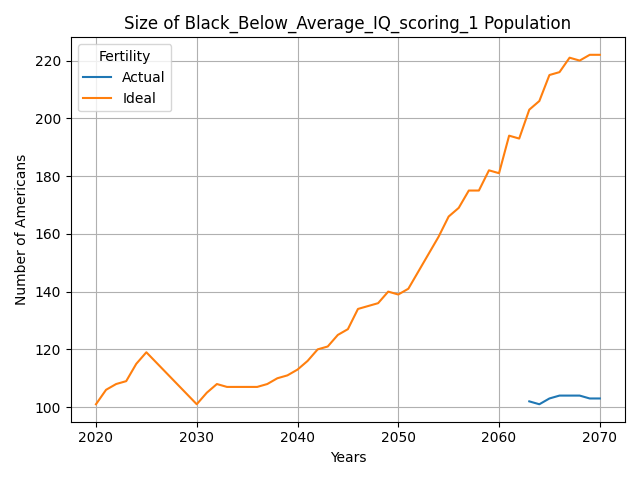 Size of Black_Below_Average_IQ_scoring_1 Population
Fertility
Actual
Ideal
220
200
180
160
140
120
100
Number of Americans
2020 2030 2040 2050 2060 2070
Years